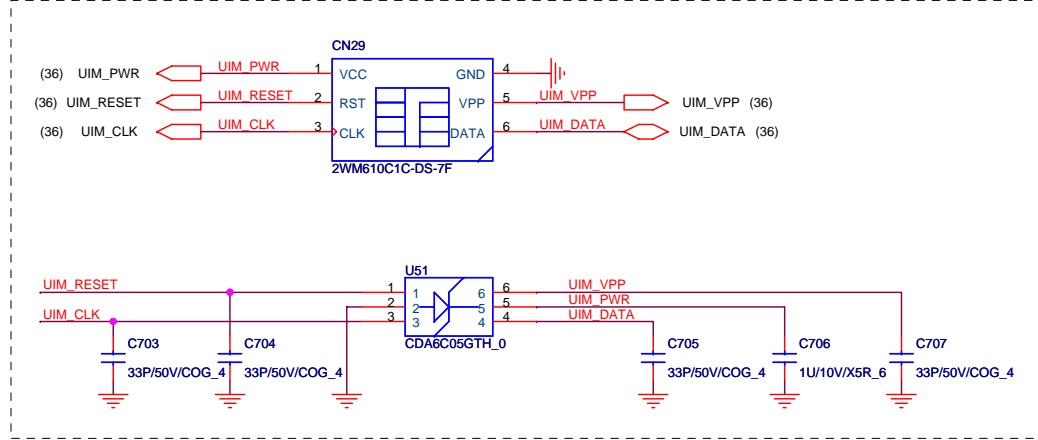 CN29
(36) UIM_PWR UIM_PWR 1 VCC GND 4
(36) UIM_RESET UIM_RESET 2 RST VPP 5 UIM_VPP UIM_VPP (36)
(36) UIM_CLK UIM_CLK 3 CLK DATA 6 UIM_DATA UIM_DATA (36)
2WM610C1C-DS-7F
U51
UIM_RESET 1 1 6 6 UIM_VPP
2 2 5 5 UIM_PWR
UIM_CLK 3 3 4 4 UIM_DATA
CDA6C05GTH_0
C703 C704 C705 C706 C707
33P/50V/COG_4 33P/50V/COG_4 33P/50V/COG_4 1U/10V/X5R_6 33P/50V/COG_4